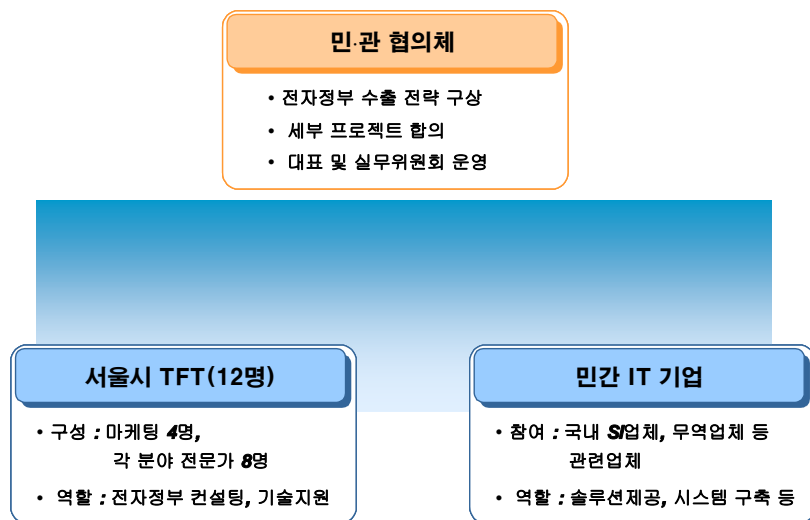 민·관 협의체
• 전자정부 수출 전략 구상
• 세부 프로젝트 합의
• 대표 및 실무위원회 운영
서울시 TFT(12명)
• 구성 : 마케팅 4명,
각 분야 전문가 8명
• 역할 : 전자정부 컨설팅, 기술지원
민간 IT 기업
• 참여 : 국내 SI업체, 무역업체 등
관련업체
• 역할 : 솔루션제공, 시스템 구축 등